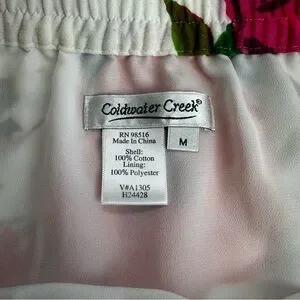 Coldwater Creek®
M
RN 98516
Made in China
Shell:
100% Cotton
Lining:
100% Polyester
V#A1305
H24428